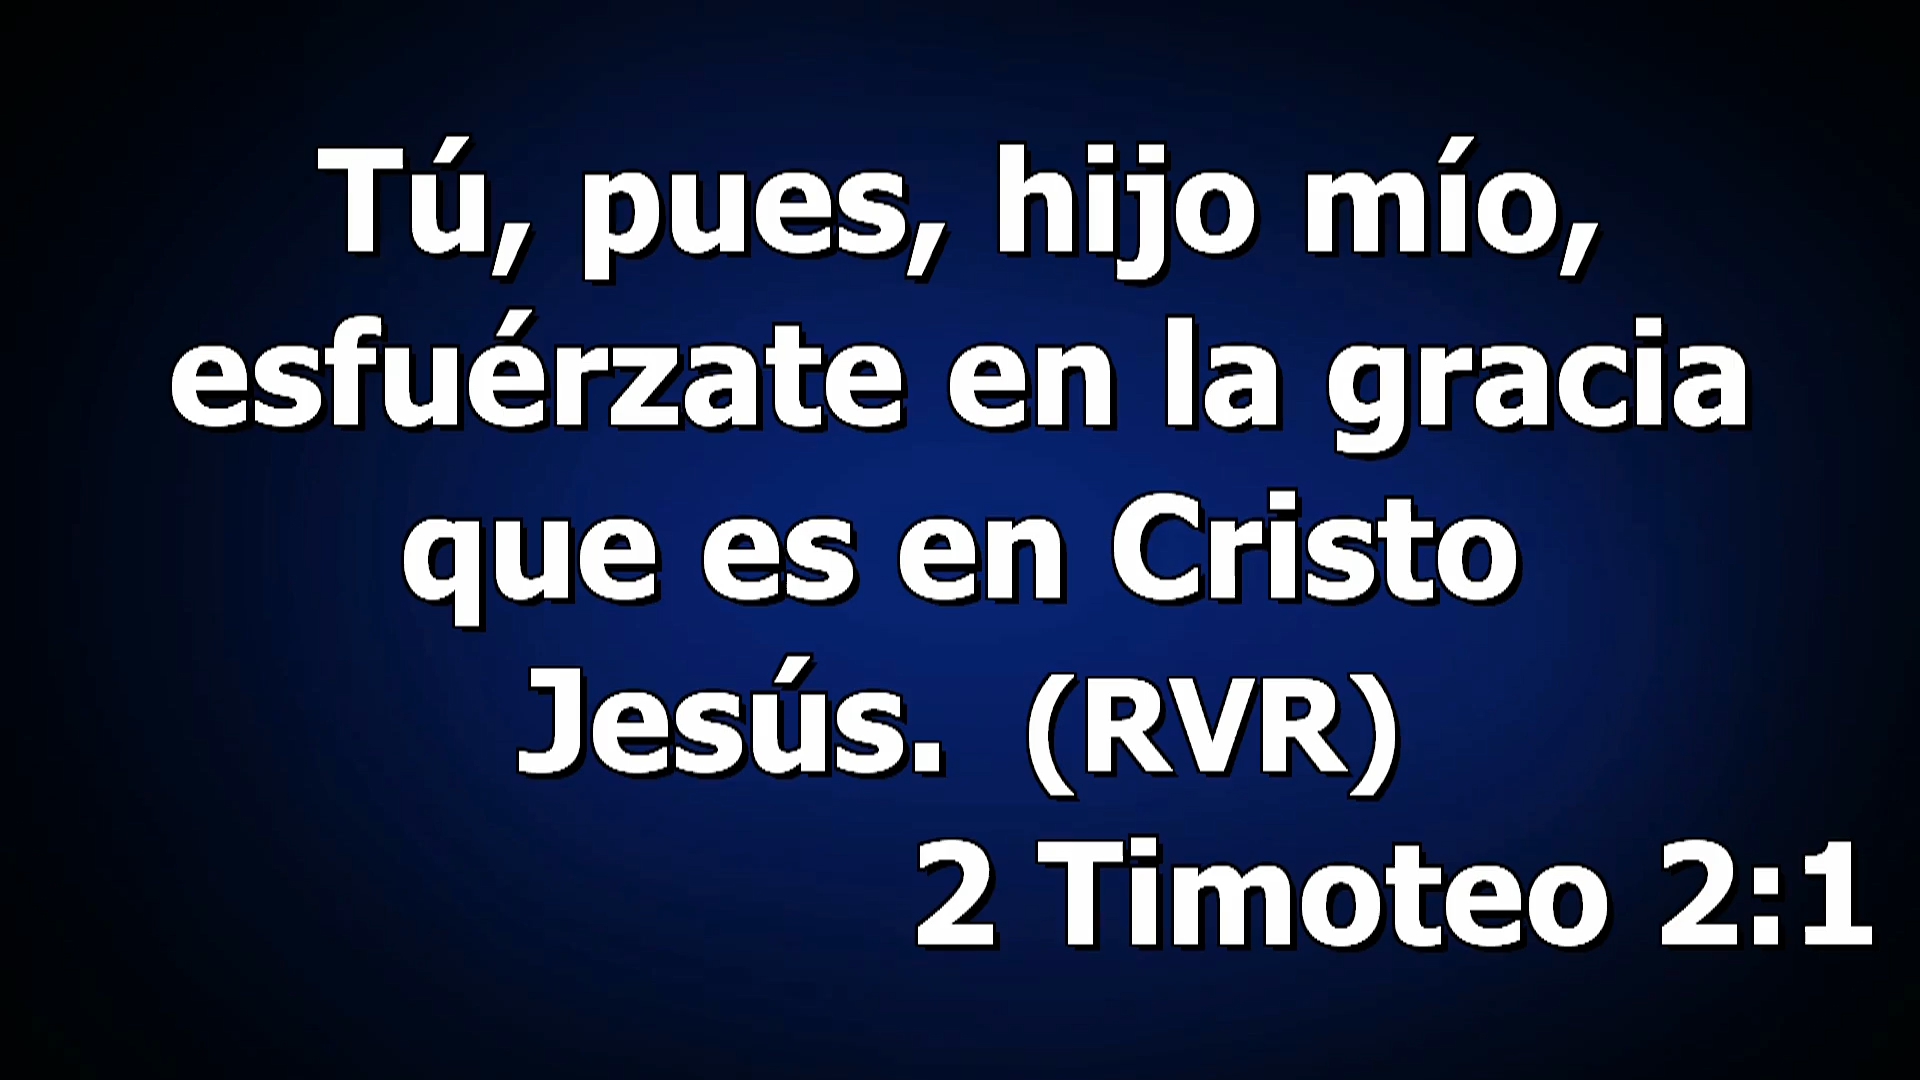 Tú, pues, hijo mío,
esfuérzate en la gracia
que es en Cristo
Jesús. (RVR)
2 Timoteo 2:1